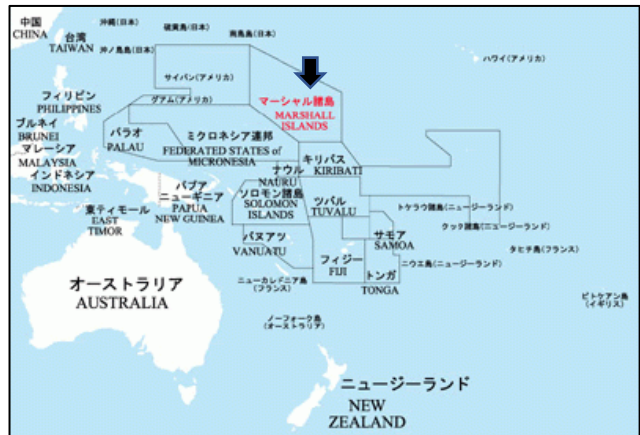 中国
CHINA
沖縄(日本)
硫黄島(日本)
南鳥島(日本)
台湾
TAIWAN
沖ノ鳥島(日本)
ハワイ(アメリカ)
サイパン(アメリカ)
フィリピン
PHILIPPINES
グアム(アメリカ)
マーシャル諸島
MARSHALL
ISLANDS
ブルネイ
BRUNEI
パラオ
PALAU
ミクロネシア連邦
FEDERATED STATES of
MICRONESIA
マレーシア
MALAYSIA
キリバス
KIRIBATI
ナウル
NAURU
インドネシア
INDONESIA
パプア
ニューギニア
PAPUA
NEW GUINEA
ソロモン諸島
SOLOMON
ISLANDS
ツバル
TUVALU
トケラウ諸島(ニュージーランド)
東ティモール
EAST
TIMOR
クック諸島(ニュージーランド)
バヌアツ
VANUATU
サモア
SAMOA
タヒチ島(フランス)
フィジー
FIJI
ニウエ島(ニュージーランド)
トンガ
TONGA
オーストラリア
AUSTRALIA
ニューカレドニア島
(フランス)
ピトケアン島
(イギリス)
ノーフォーク島
(オーストラリア)
ニュージーランド
NEW
ZEALAND